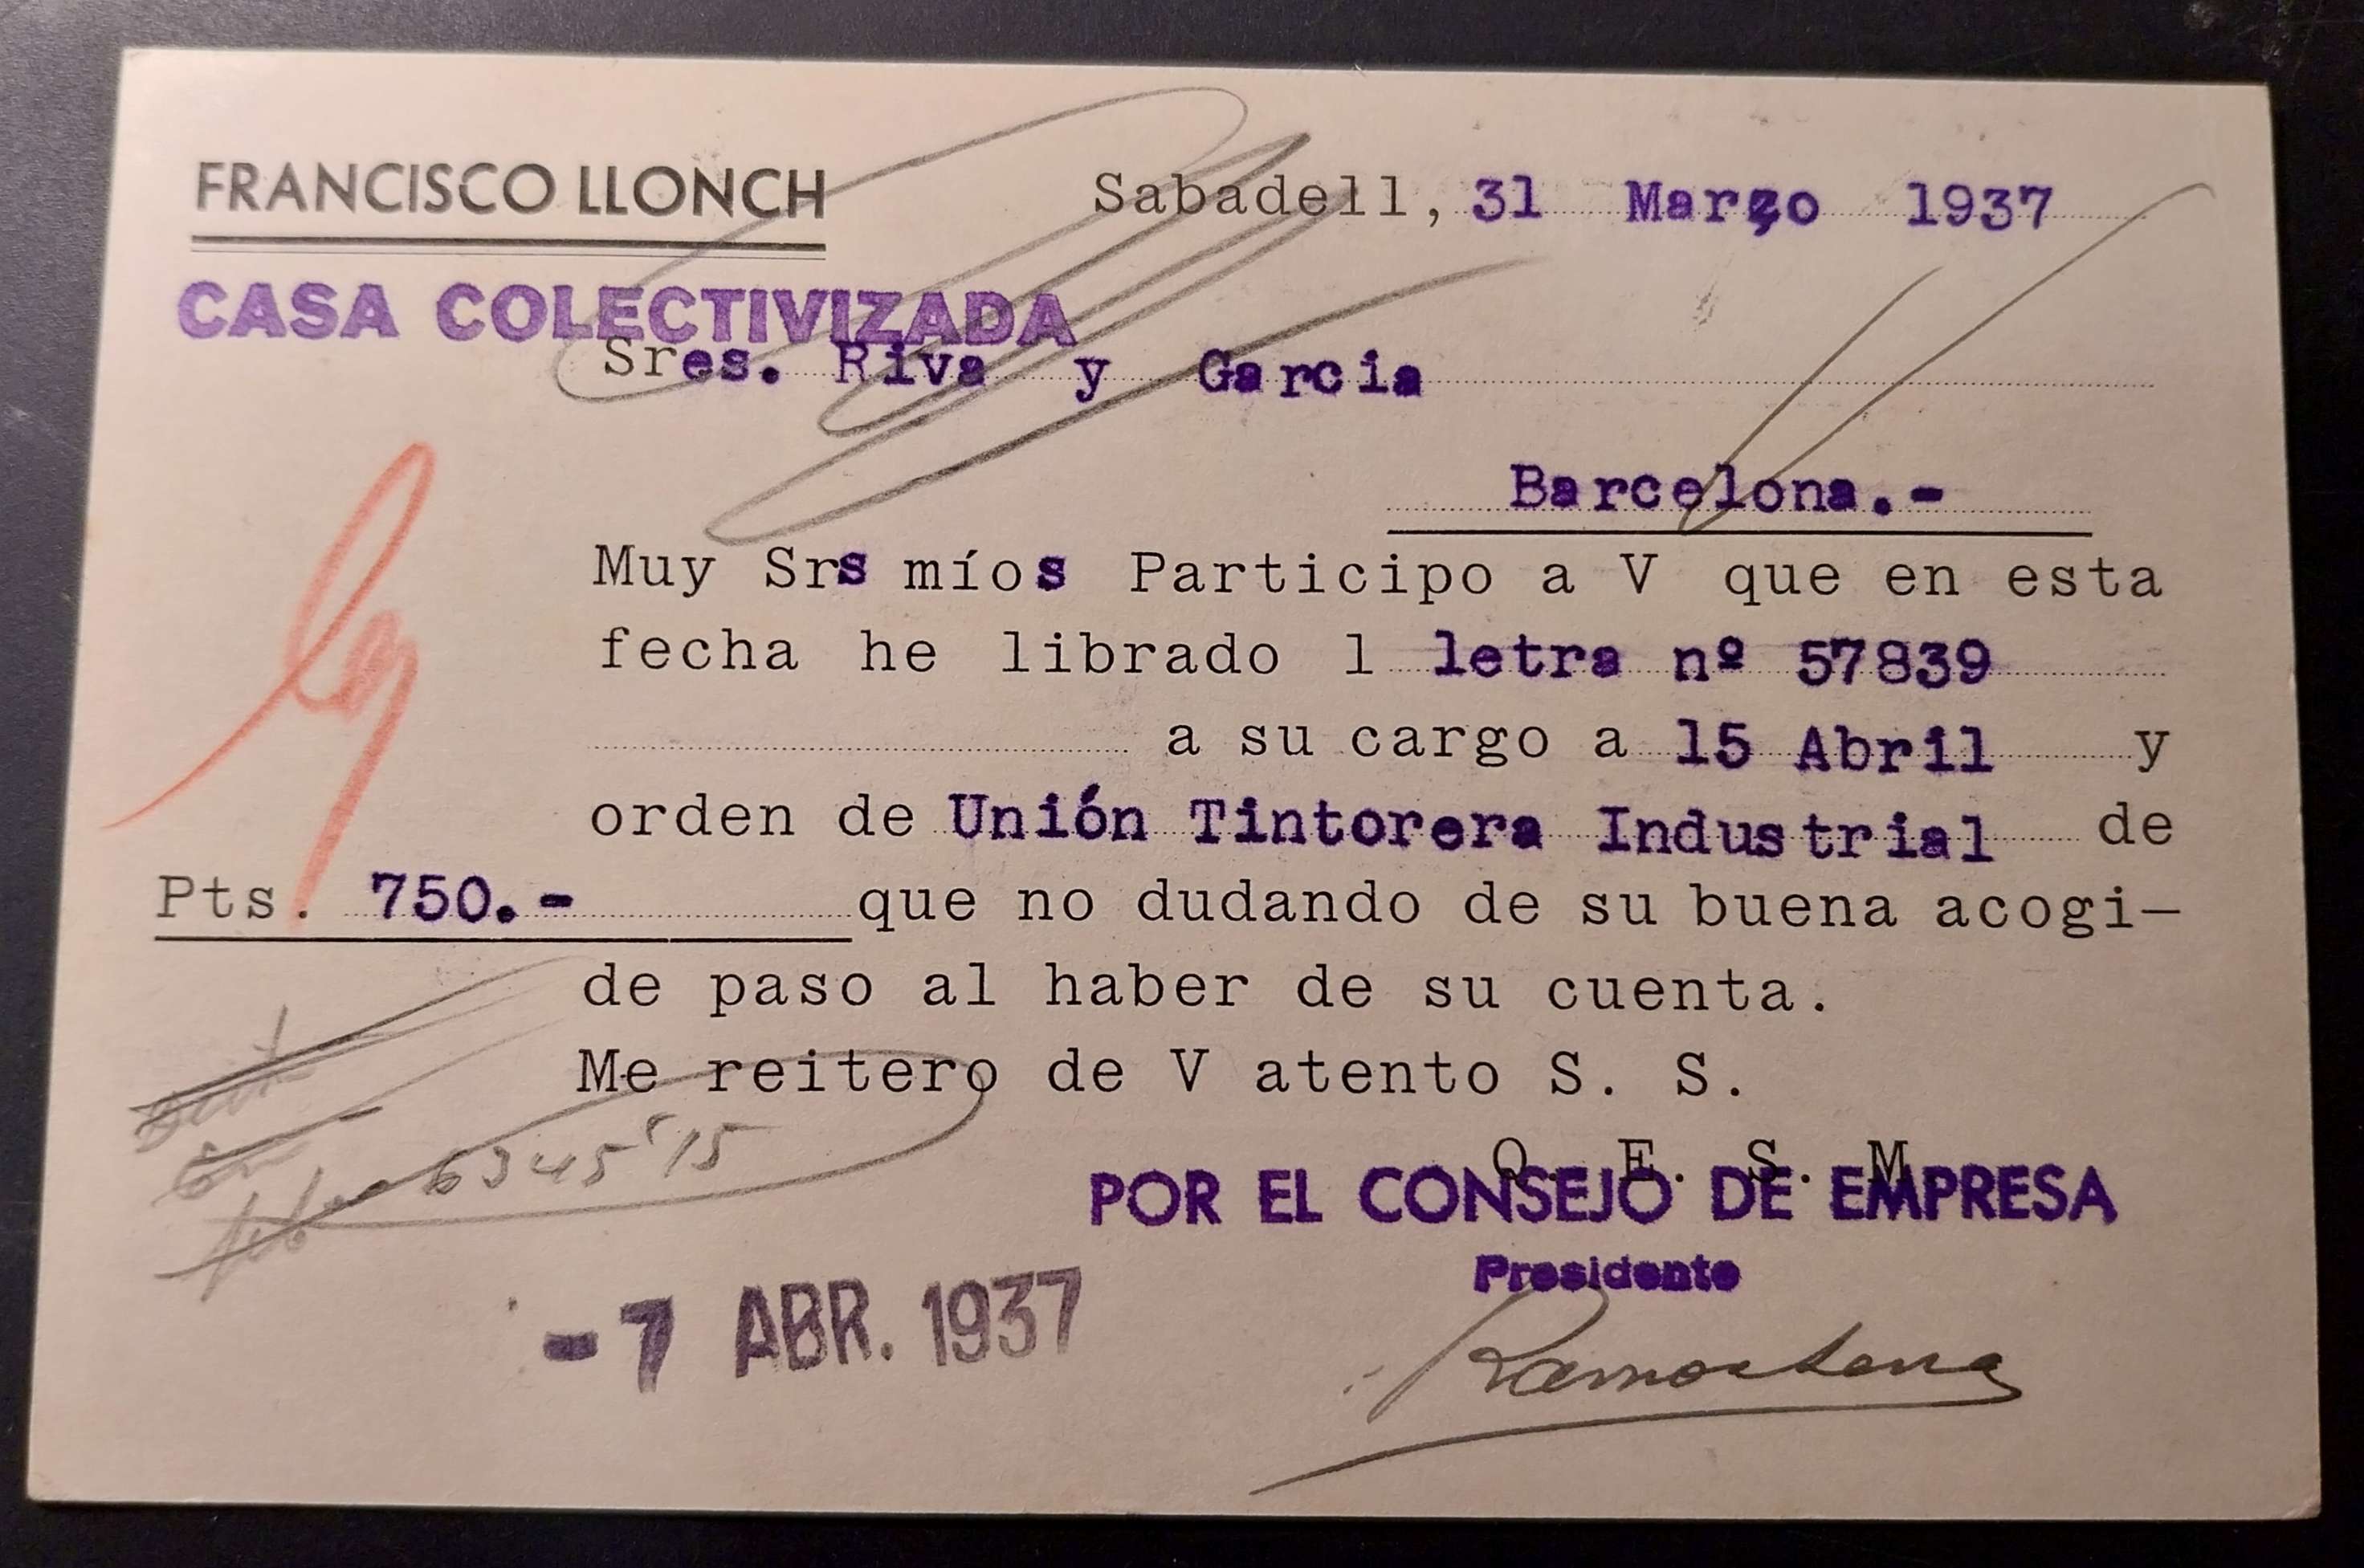 FRANCISCO LLONCH
Sabadell, 31 Março 1937
CASA COLECTIVIZADA
Sres. Riva y Garcia
Barcelona.-
Muy Srs míos Participo a V que en esta
fecha he librado 1 letra nº 57839
a su cargo a 15 Abril y
orden de Unión Tintorera Industrial de
Pts. 750.- que no dudando de su buena acogi-
de paso al haber de su cuenta.
Me reitero de V atento S. S.
6345'15
Q. E. S. M
POR EL CONSEJO DE EMPRESA
Presidente
-7 ABR. 1937